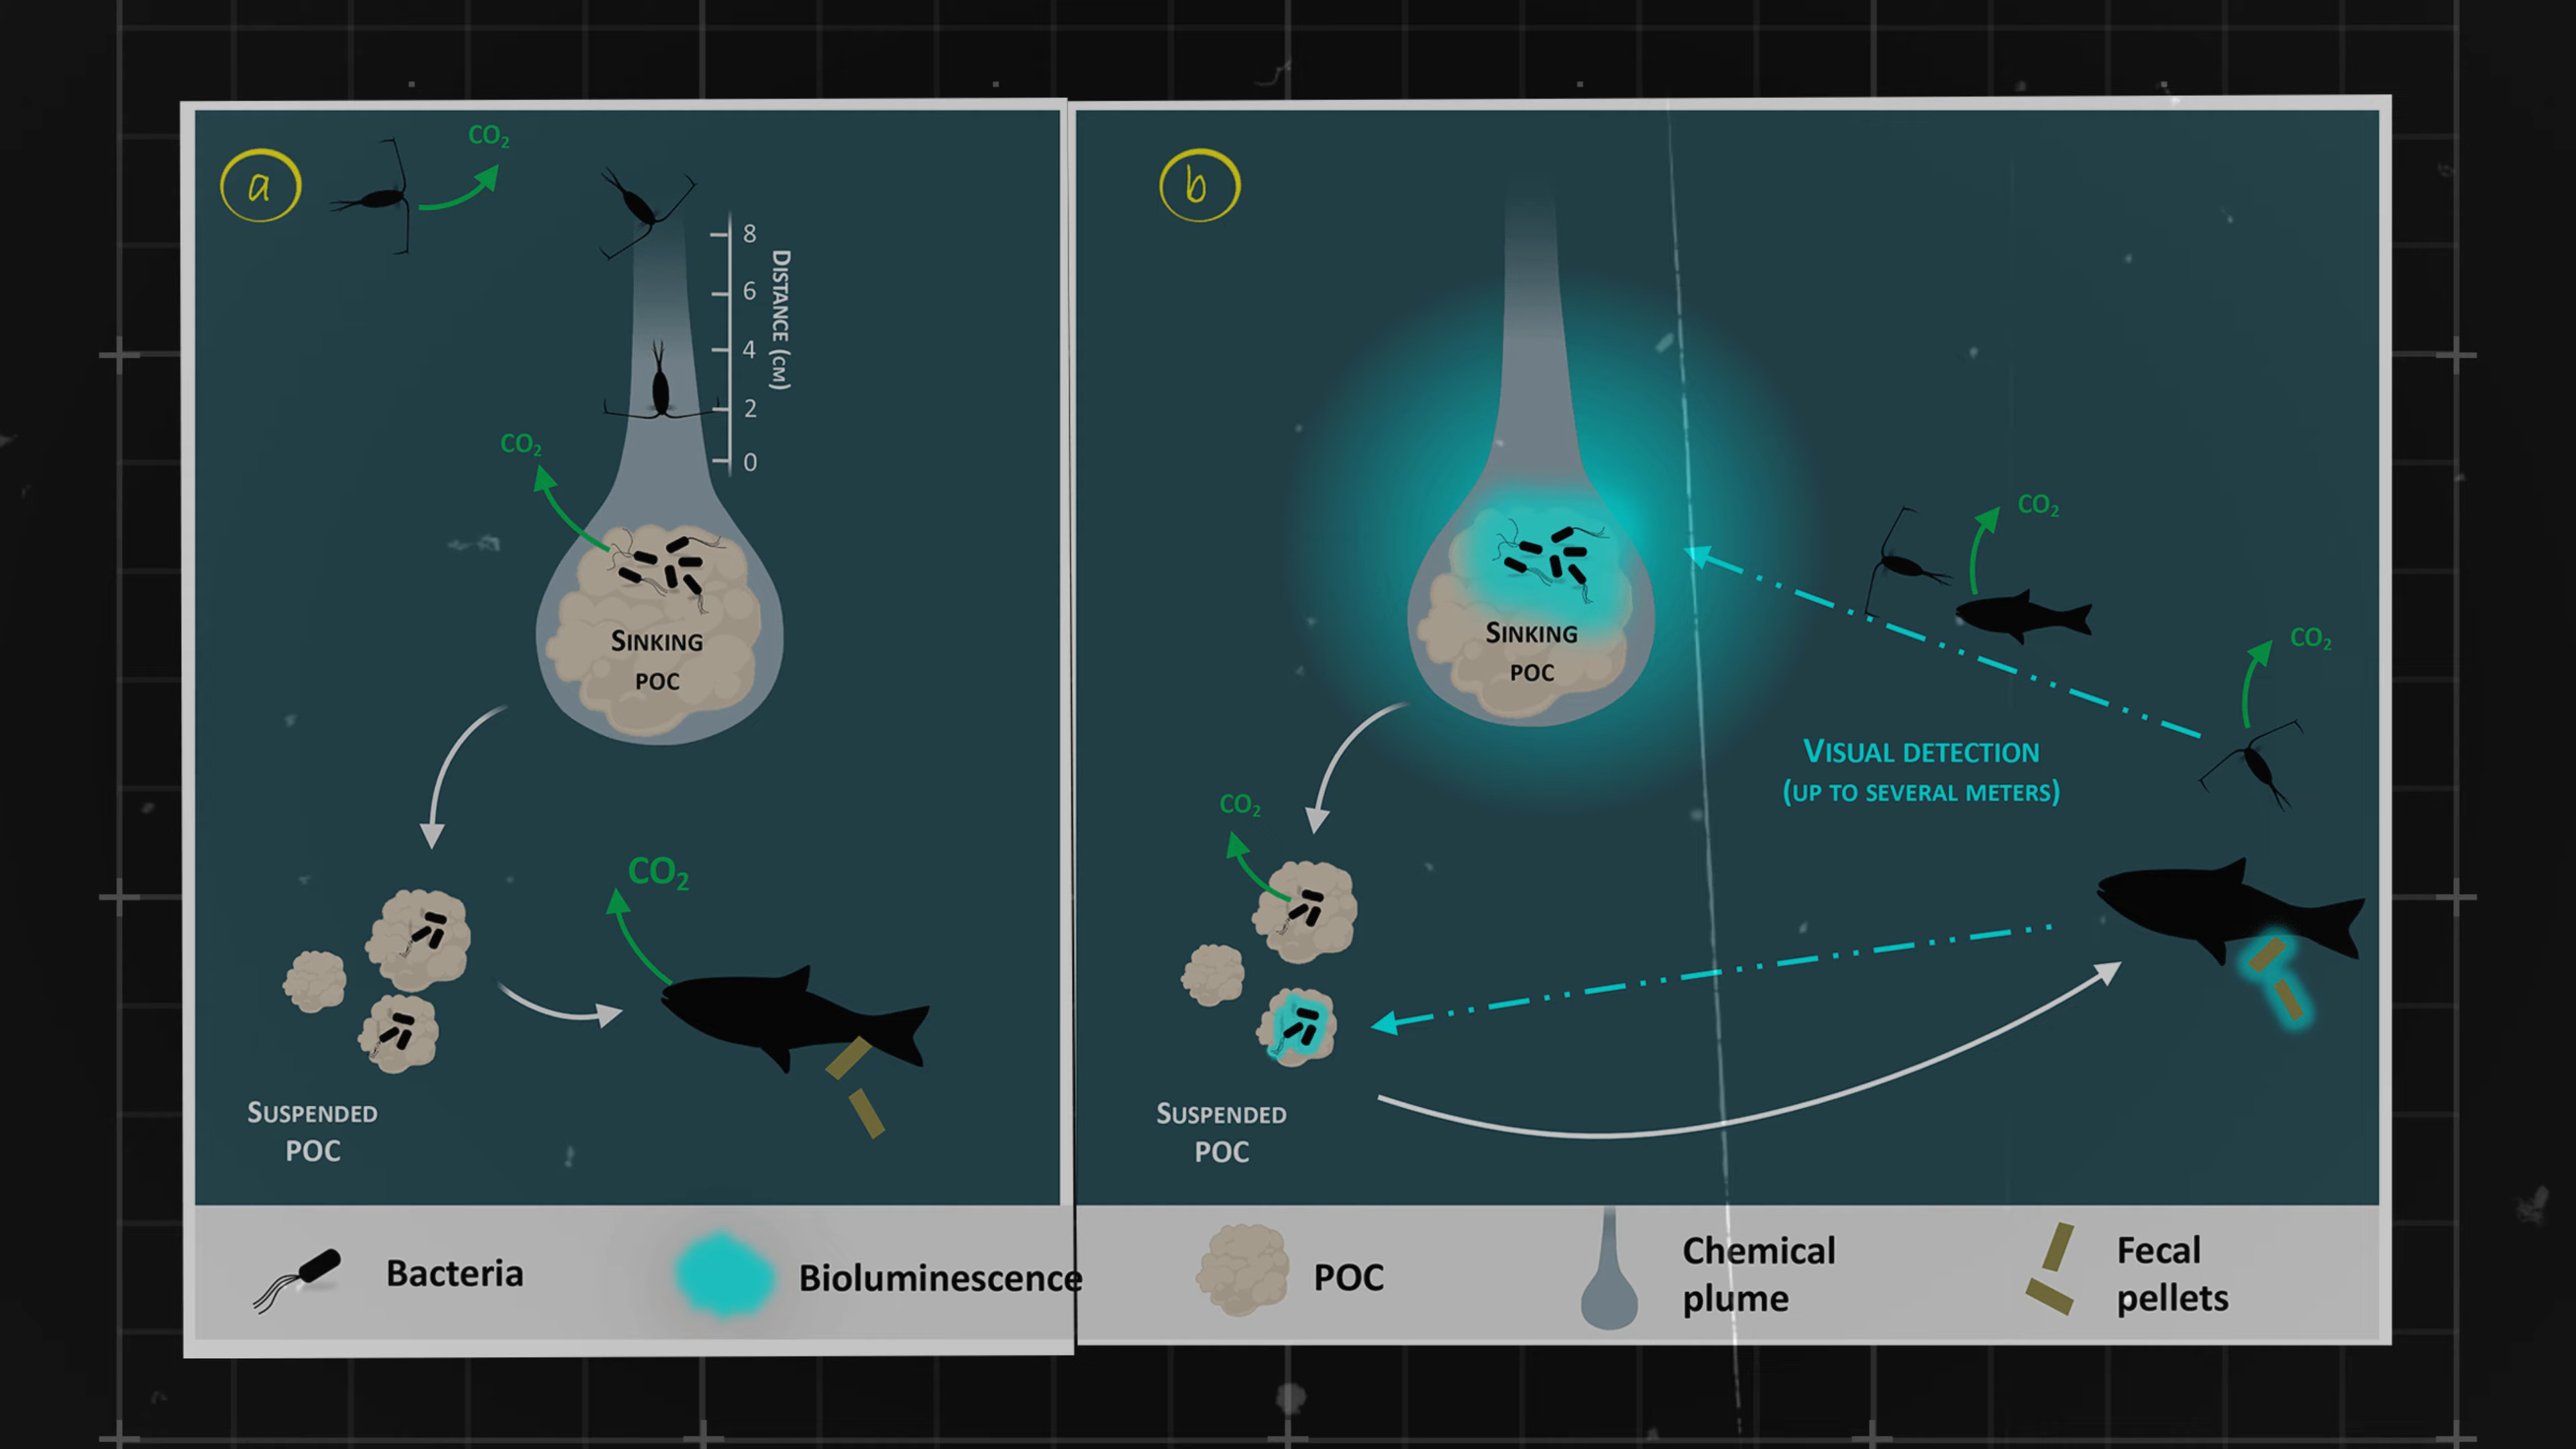 a
CO₂
8
6
4
2
0
DISTANCE (CM)
CO₂
SINKING
POC
CO₂
SUSPENDED
POC
b
CO₂
CO₂
SINKING
POC
VISUAL DETECTION
(UP TO SEVERAL METERS)
CO₂
SUSPENDED
POC
Bacteria
Bioluminescence
POC
Chemical
plume
Fecal
pellets